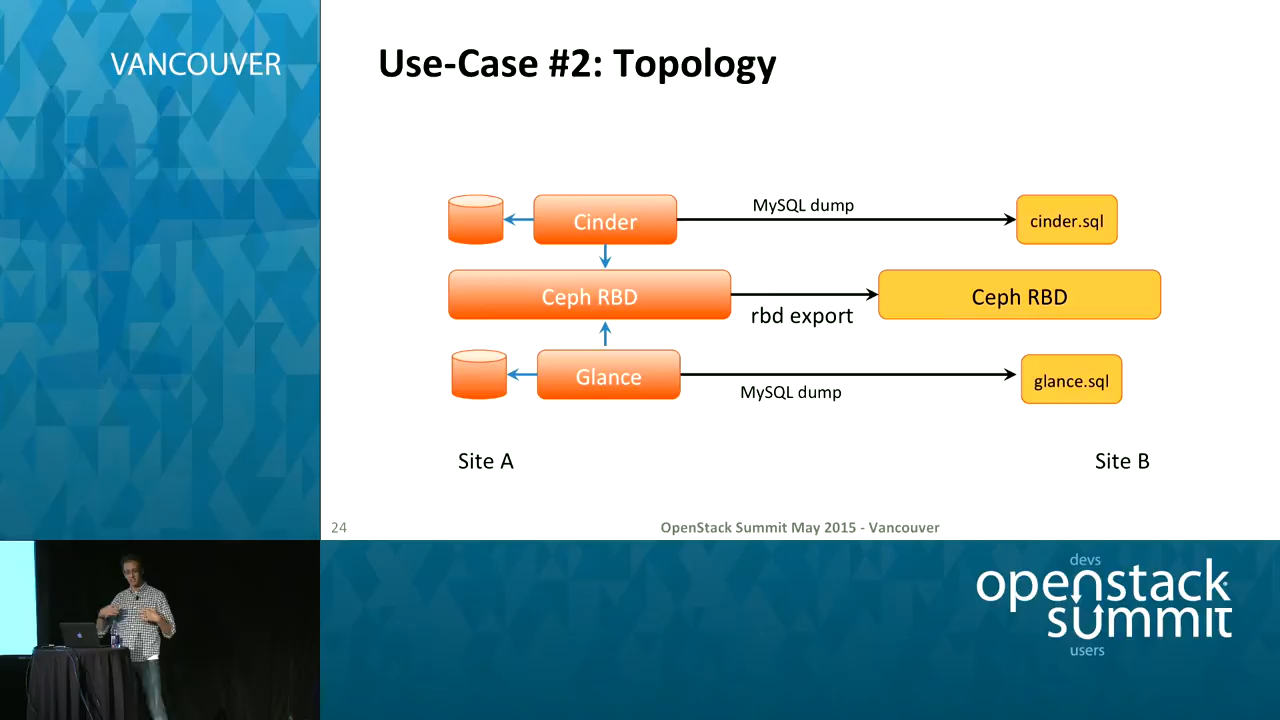 VANCOUVER
Use-Case #2: Topology
Cinder
MySQL dump
cinder.sql
Ceph RBD
rbd export
Ceph RBD
Glance
MySQL dump
glance.sql
Site A
Site B
24
OpenStack Summit May 2015 - Vancouver
devs
openstack
summit
users